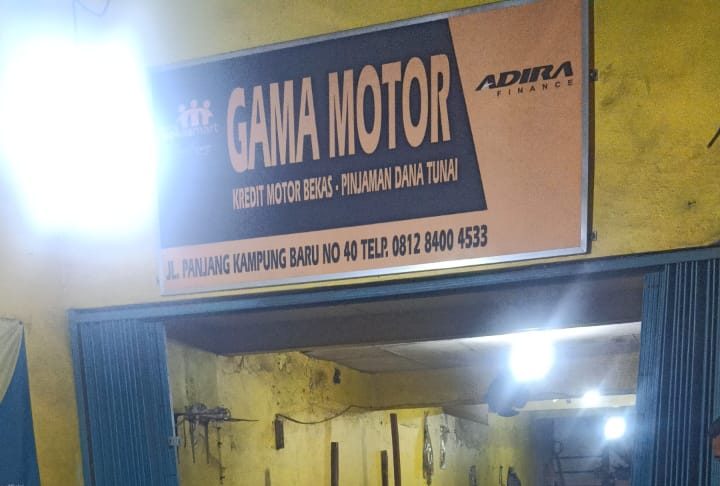 GAMA MOTOR
KREDIT MOTOR BEKAS - PINJAMAN DANA TUNAI
ADIRA
FINANCE
JL. PANJANG KAMPUNG BARU NO 40 TELP. 0812 8400 4533